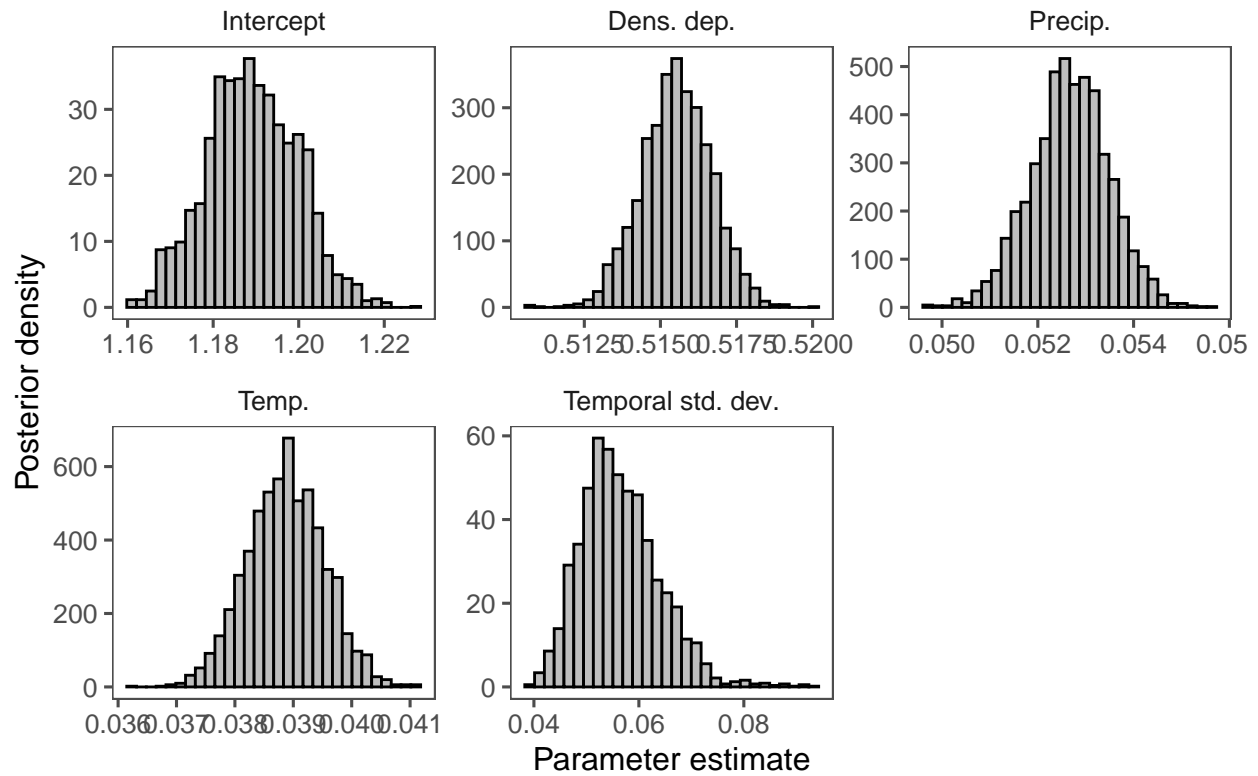 Intercept
Dens. dep.
Precip.
30
20
10
0
300
200
100
0
500
400
300
200
100
0
1.16 1.18 1.20 1.22
0.5125 0.5150 0.5175 0.5200
0.050 0.052 0.054 0.05
Posterior density
Temp.
Temporal std. dev.
600
400
200
0
60
40
20
0
0.036 0.037 0.038 0.039 0.040 0.041
0.04 0.06 0.08
Parameter estimate